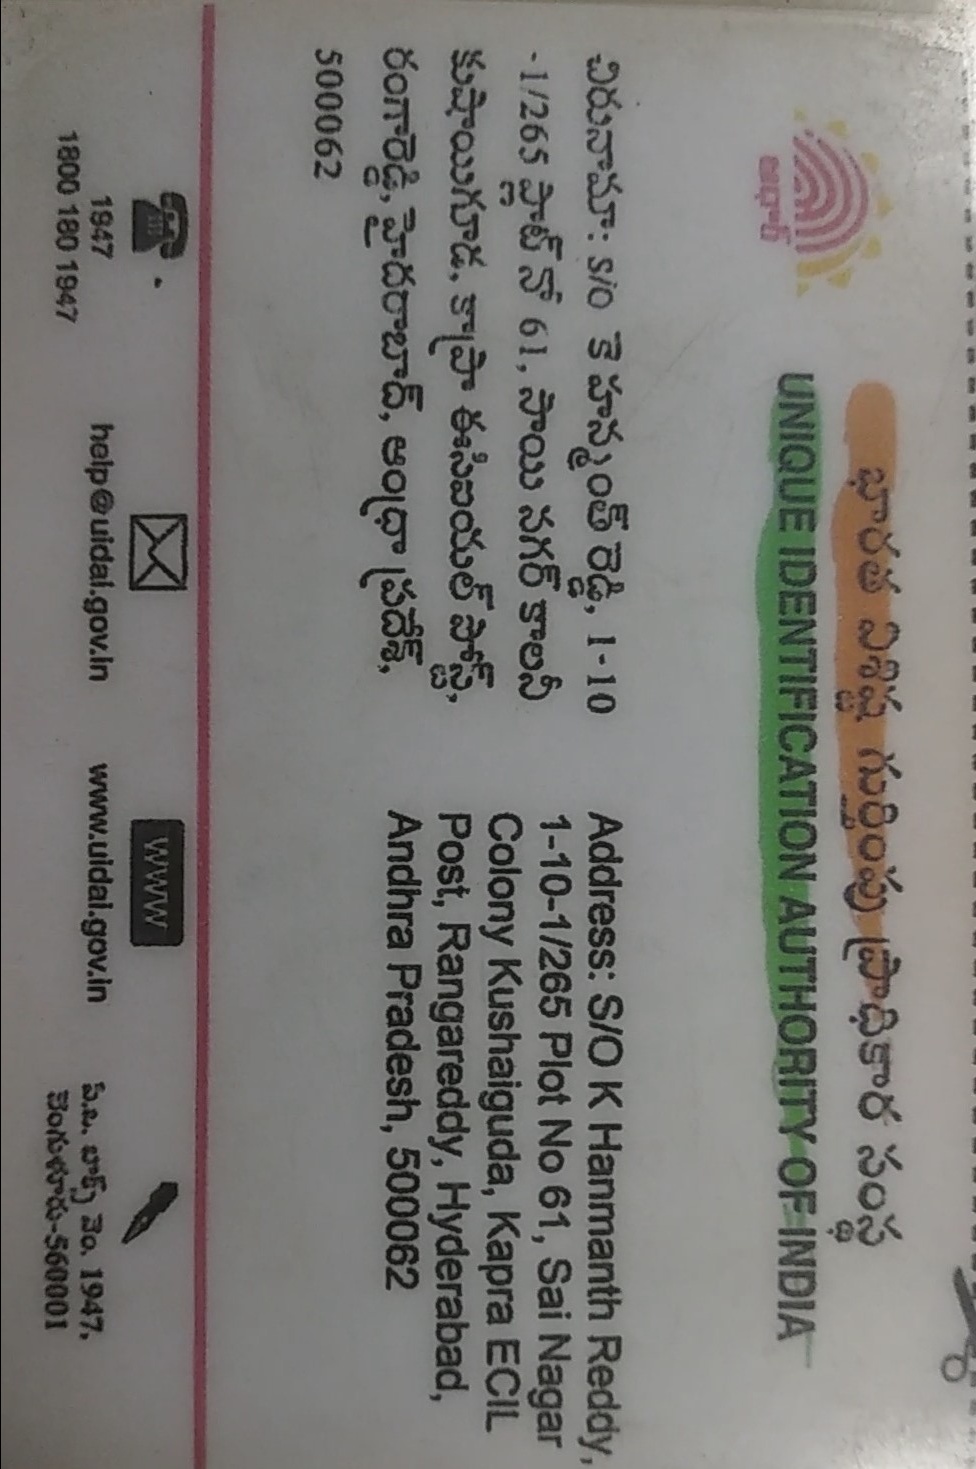 భారత విశిష్ట గుర్తింపు ప్రాధికార సంస్థ
UNIQUE IDENTIFICATION AUTHORITY OF INDIA
ఆధార్
చిరునామా: S/O కె హన్మంత్ రెడ్డి, 1-10
-1/265 ప్లాట్ నో 61, సాయి నగర్ కాలనీ
కుషాయిగూడ, కాప్రా ఈసిఐయల్ పోస్ట్,
రంగారెడ్డి, హైదరాబాద్, ఆంధ్రా ప్రదేశ్,
500062
Address: S/O K Hanmanth Reddy,
1-10-1/265 Plot No 61, Sai Nagar
Colony Kushaiguda, Kapra ECIL
Post, Rangareddy, Hyderabad,
Andhra Pradesh, 500062
1947
1800 180 1947
help@uidai.gov.in
WWW
www.uidai.gov.in
పి.బి. బాక్స్ నెం. 1947,
బెంగుళూరు-560001